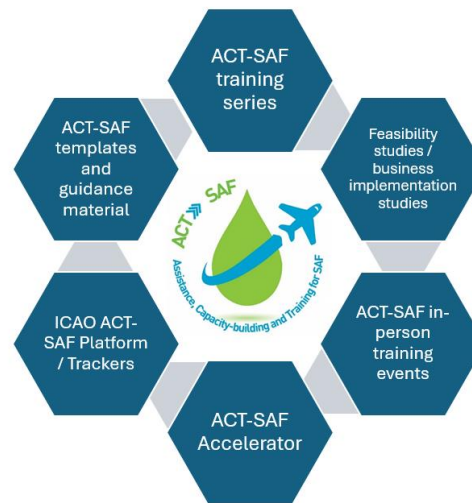 ACT-SAF
training
series
Feasibility
studies /
business
implementation
studies
ACT-SAF in-
person
training
events
ACT-SAF
Accelerator
ICAO ACT-
SAF Platform
/ Trackers
ACT-SAF
templates
and
guidance
material
ACT SAF
Assistance, Capacity-building and Training for SAF